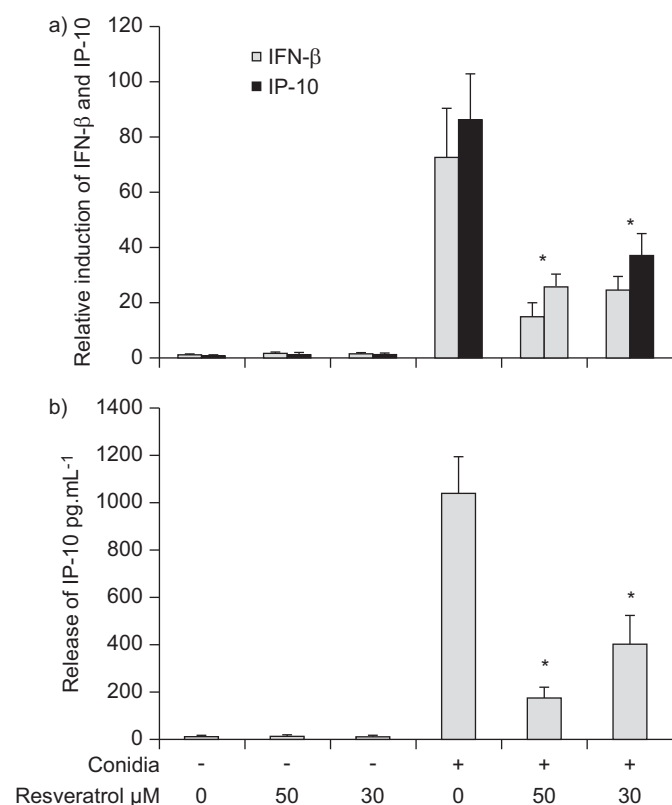 a)
Relative induction of IFN-β and IP-10
120
100
80
60
40
20
0
IFN-β
IP-10
*
*
b)
Release of IP-10 pg.mL-1
1400
1200
1000
800
600
400
200
0
*
*
Conidia - - - + + +
Resveratrol μM 0 50 30 0 50 30